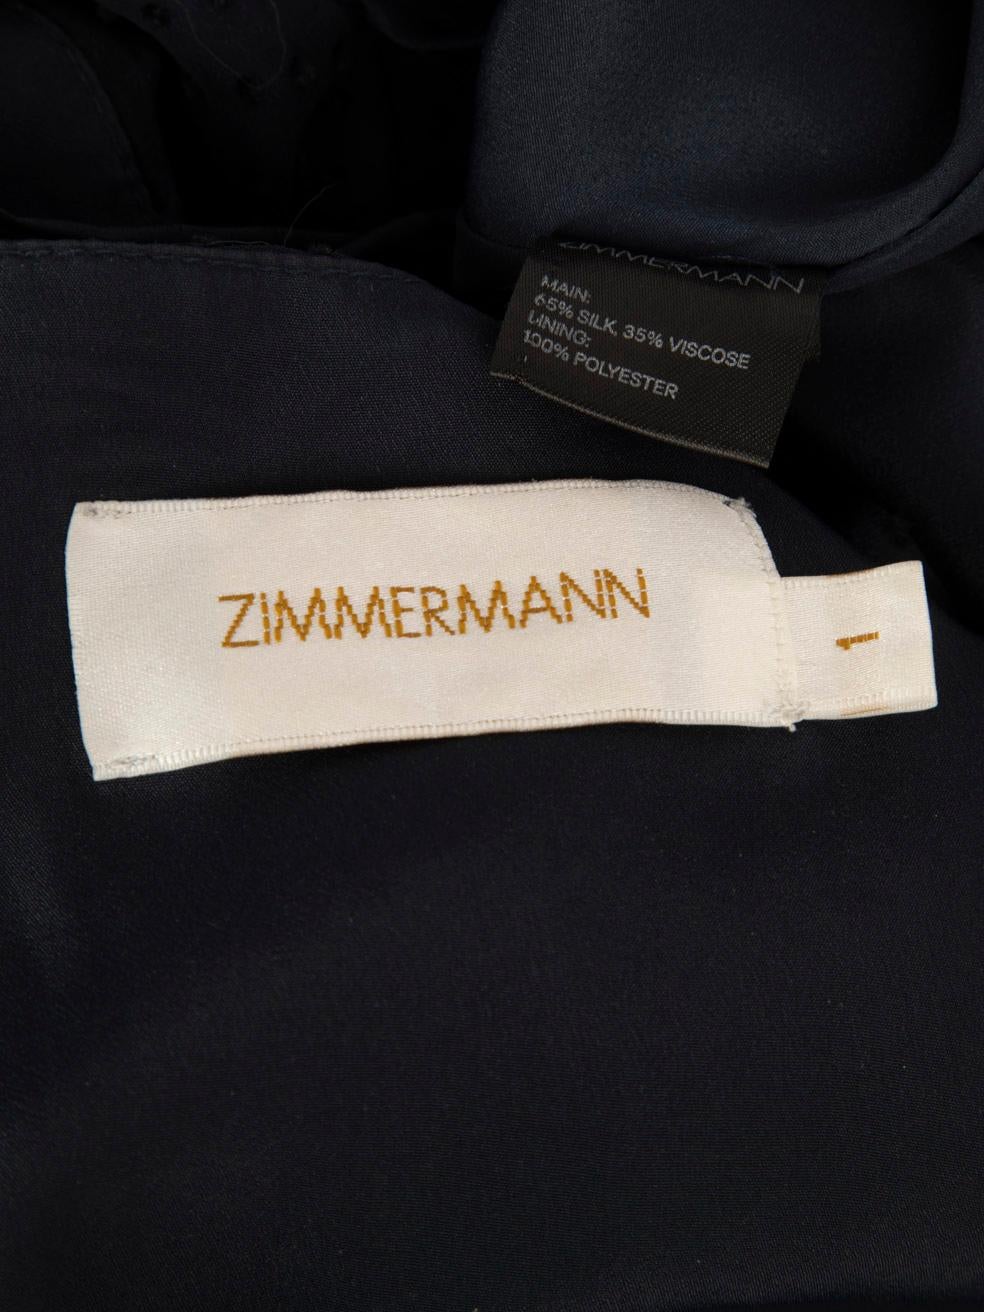 ZIMMERMANN
MAIN:
65% SILK, 35% VISCOSE
LINING:
100% POLYESTER
ZIMMERMANN
1